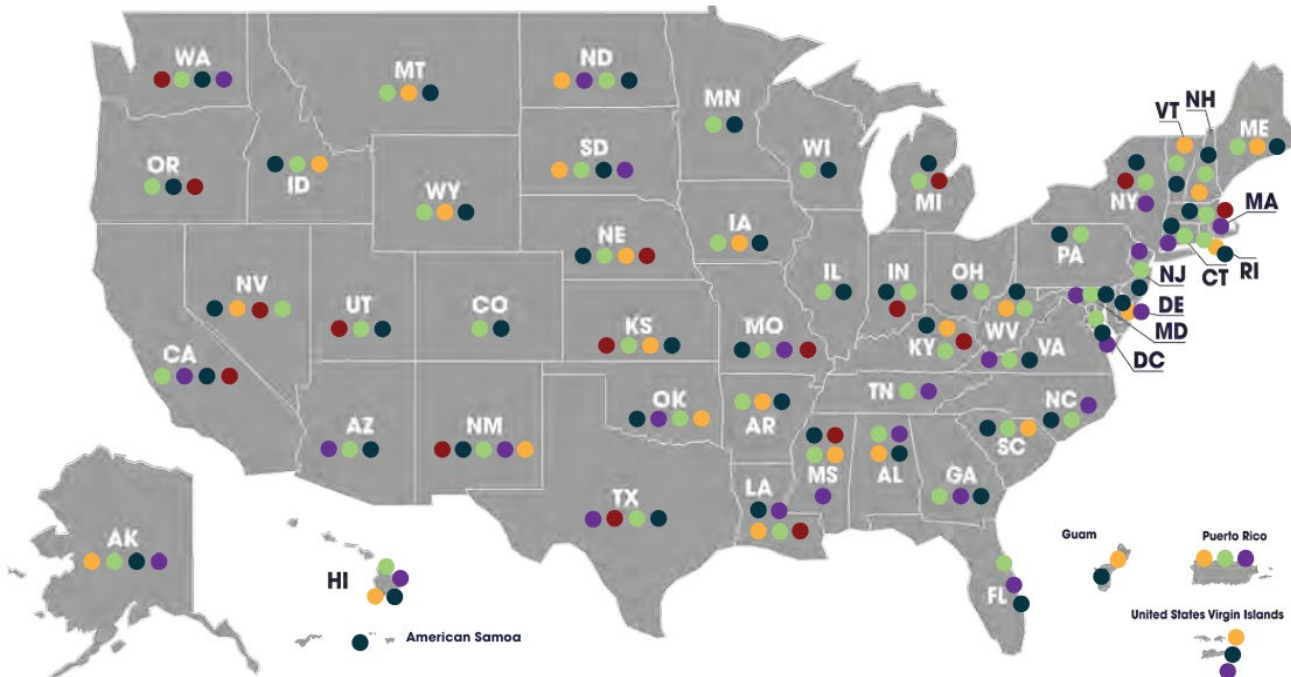 WA
MT
ND
MN
VT
NH
ME
OR
ID
SD
WI
MI
NY
MA
WY
IA
NE
PA
RI
CT
NJ
NV
UT
CO
IL
IN
OH
DE
MD
DC
KS
MO
KY
WV
VA
CA
AZ
NM
OK
AR
TN
NC
SC
MS
AL
GA
TX
LA
AK
HI
FL
Guam
Puerto Rico
American Samoa
United States Virgin Islands